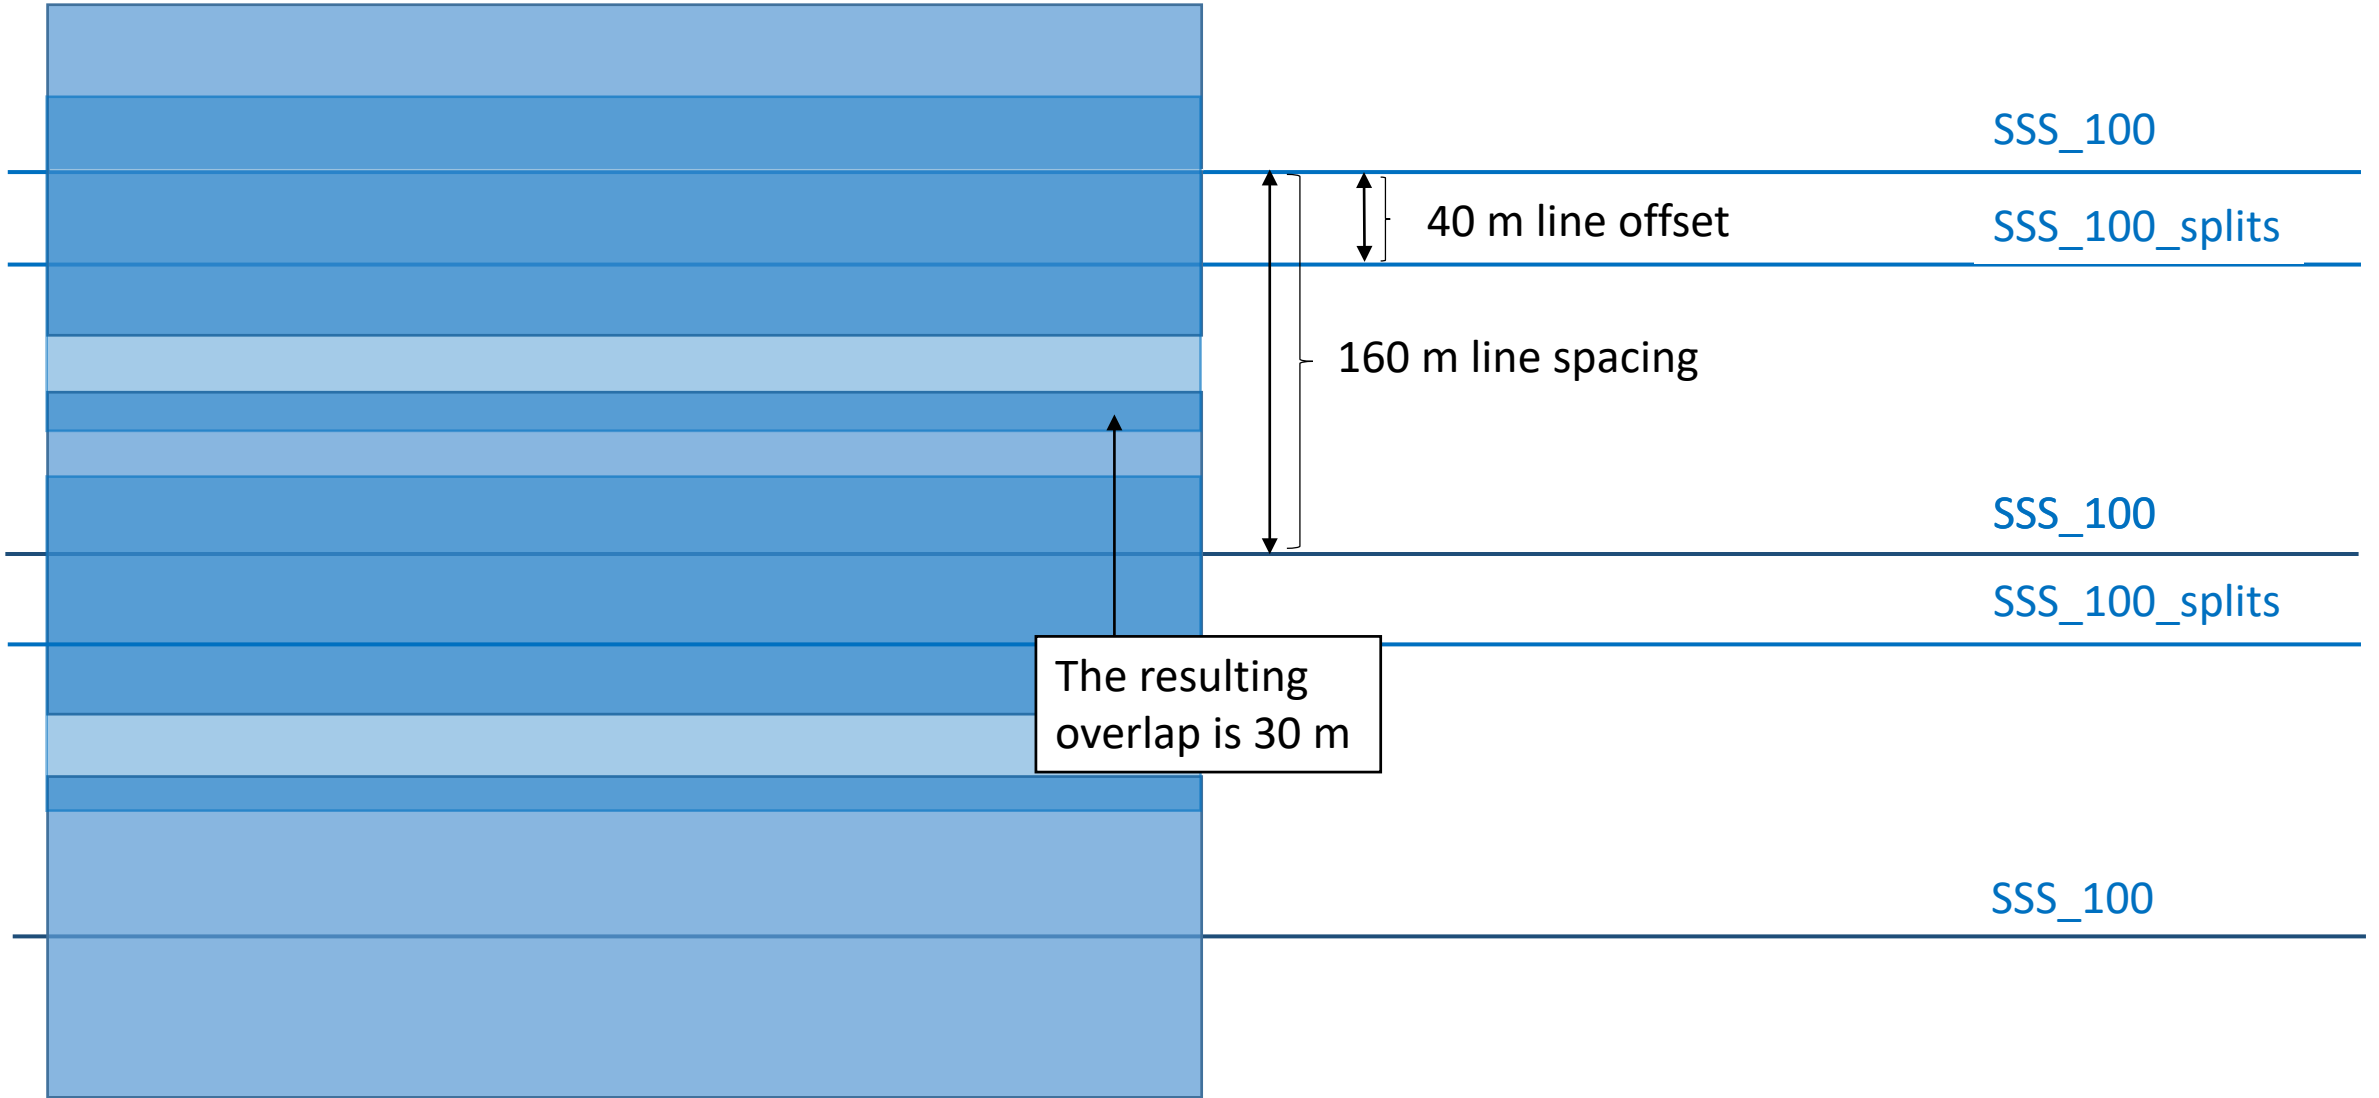 SSS_100
40 m line offset
SSS_100_splits
160 m line spacing
SSS_100
SSS_100_splits
The resulting
overlap is 30 m
SSS_100